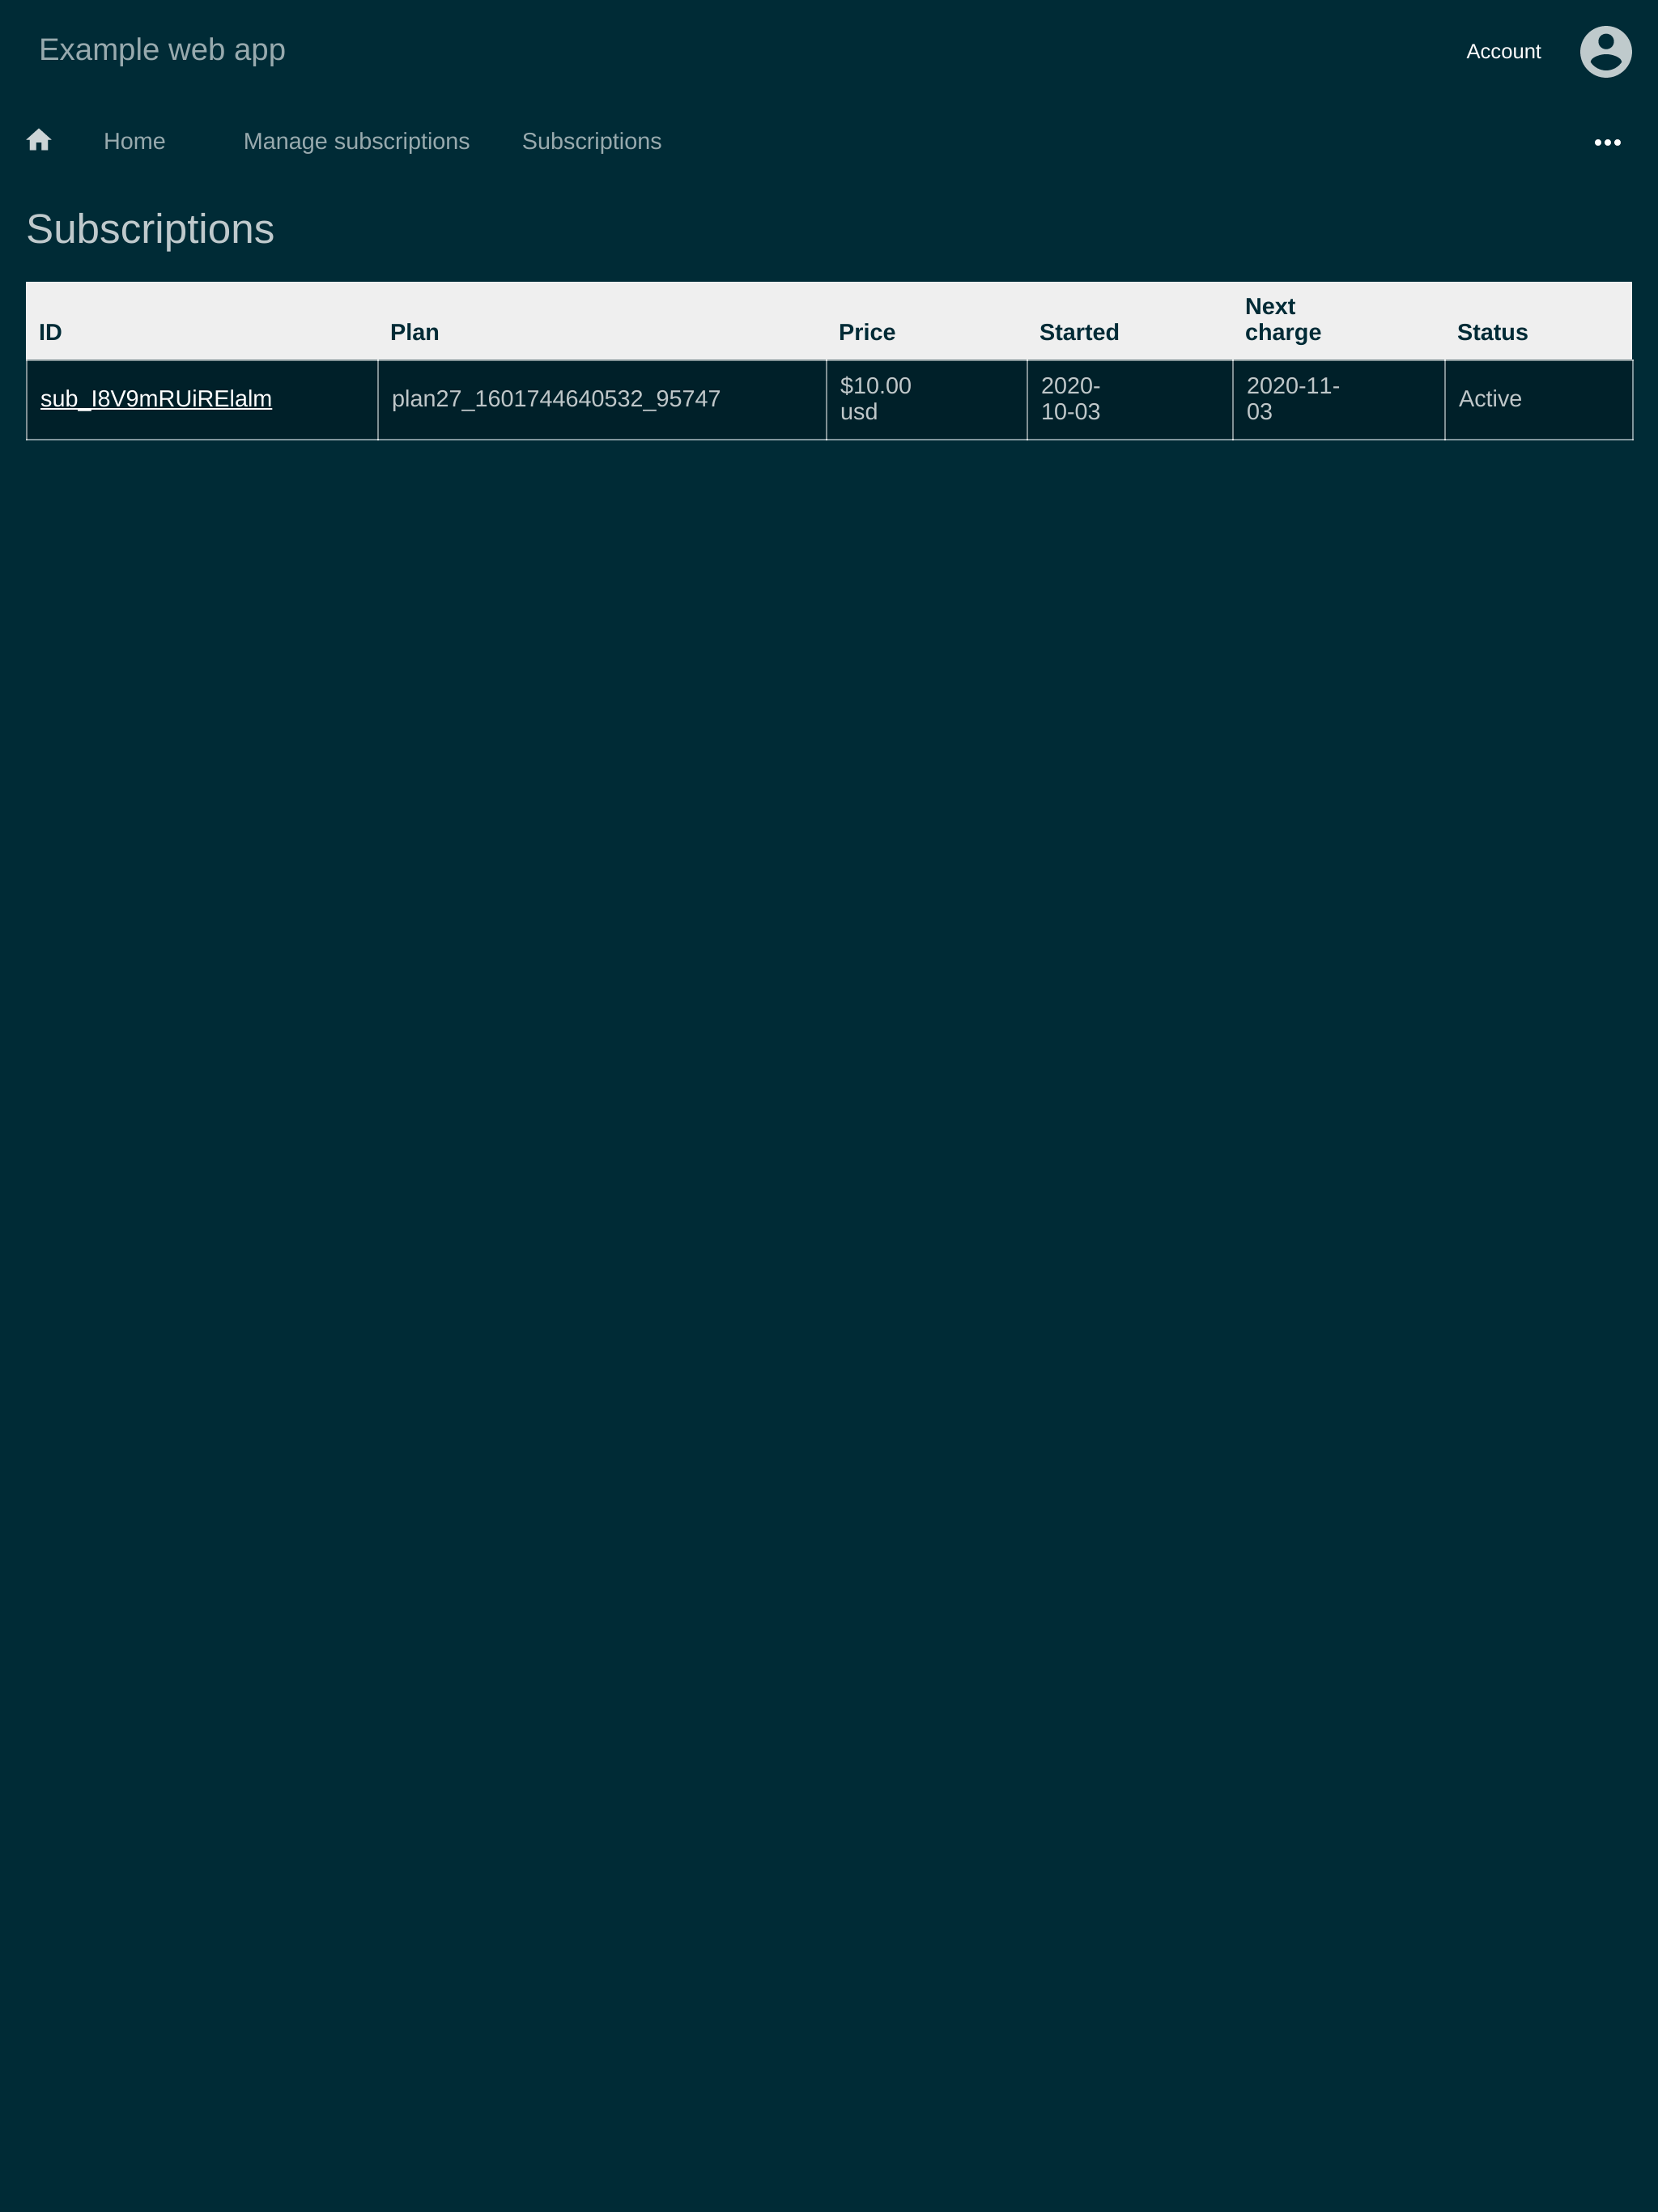 Example web app
Account
Home
Manage subscriptions
Subscriptions
Subscriptions
ID
Plan
Price
Started
Next
charge
Status
sub_I8V9mRUiRElalm
plan27_1601744640532_95747
$10.00
usd
2020-
10-03
2020-11-
03
Active